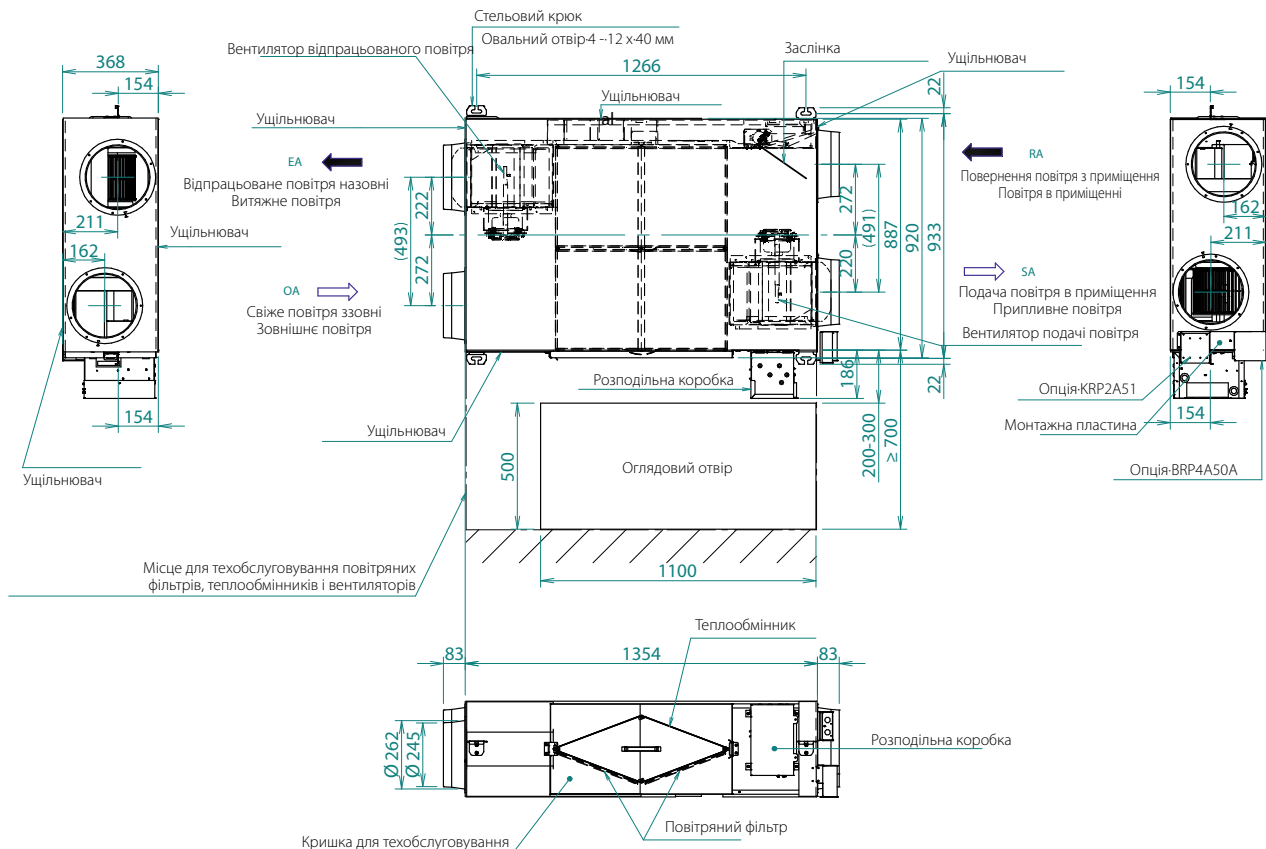 Стельовий крюк
Овальний отвір·4 -·12 x·40 мм
Вентилятор відпрацьованого повітря
Заслінка
Ущільнювач
368
154
1266
22
154
Ущільнювач
Ущільнювач
EA
Відпрацьоване повітря назовні
Витяжне повітря
RA
Повернення повітря з приміщення
Повітря в приміщенні
222
(493)
272
272
(491)
220
887
920
933
211
162
Ущільнювач
162
211
OA
Свіже повітря ззовні
Зовнішнє повітря
SA
Подача повітря в приміщення
Припливне повітря
Вентилятор подачі повітря
Розподільна коробка
186
22
Опція·KRP2A51
154
154
Монтажна пластина
Ущільнювач
200-300
≥ 700
500
Оглядовий отвір
Опція·BRP4A50A
Ущільнювач
Місце для техобслуговування повітряних
фільтрів, теплообмінників і вентиляторів
1100
Теплообмінник
83
1354
83
Ø 262
Ø 245
Розподільна коробка
Повітряний фільтр
Кришка для техобслуговування